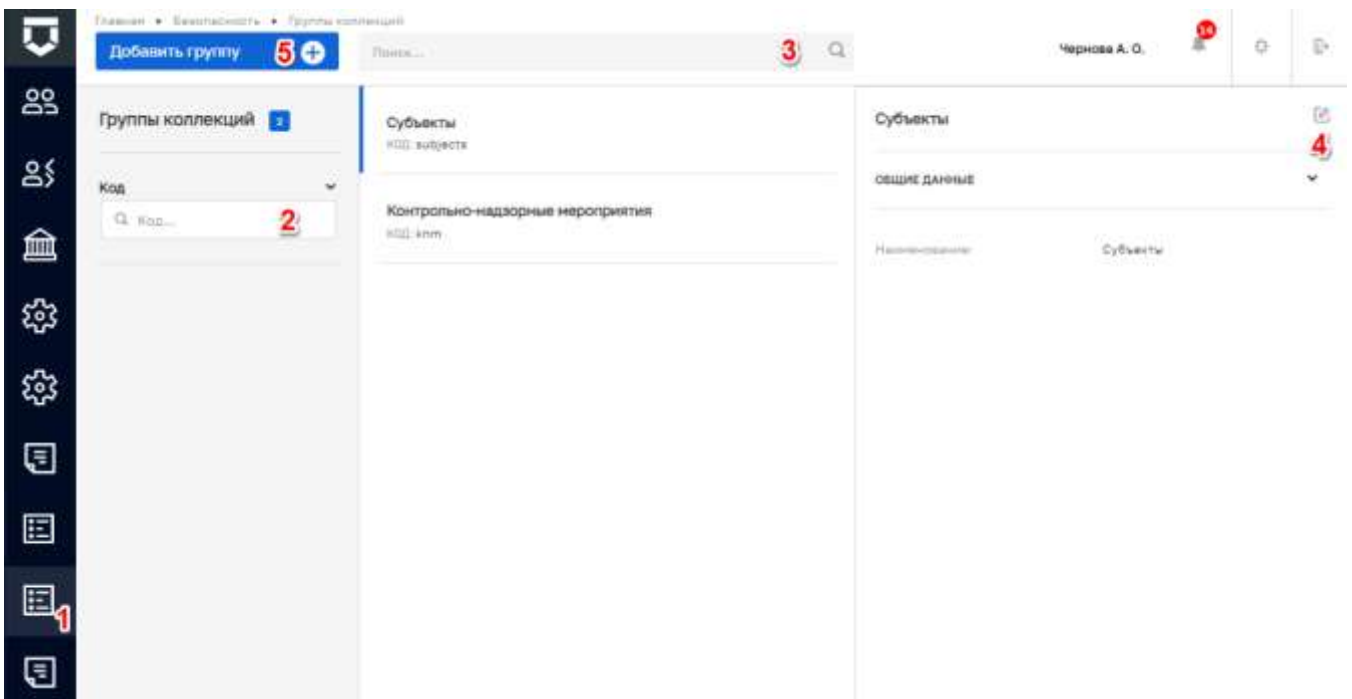 Главная • Безопасность • Группы коллекций
Добавить группу 5
Поиск... 3
Чернова А. О.
14
Группы коллекций 2
Код
Код... 2
Субъекты
КОД: subjects
Контрольно-надзорные мероприятия
КОД: knm
Субъекты
4
ОБЩИЕ ДАННЫЕ
Наименование Субъекты
1